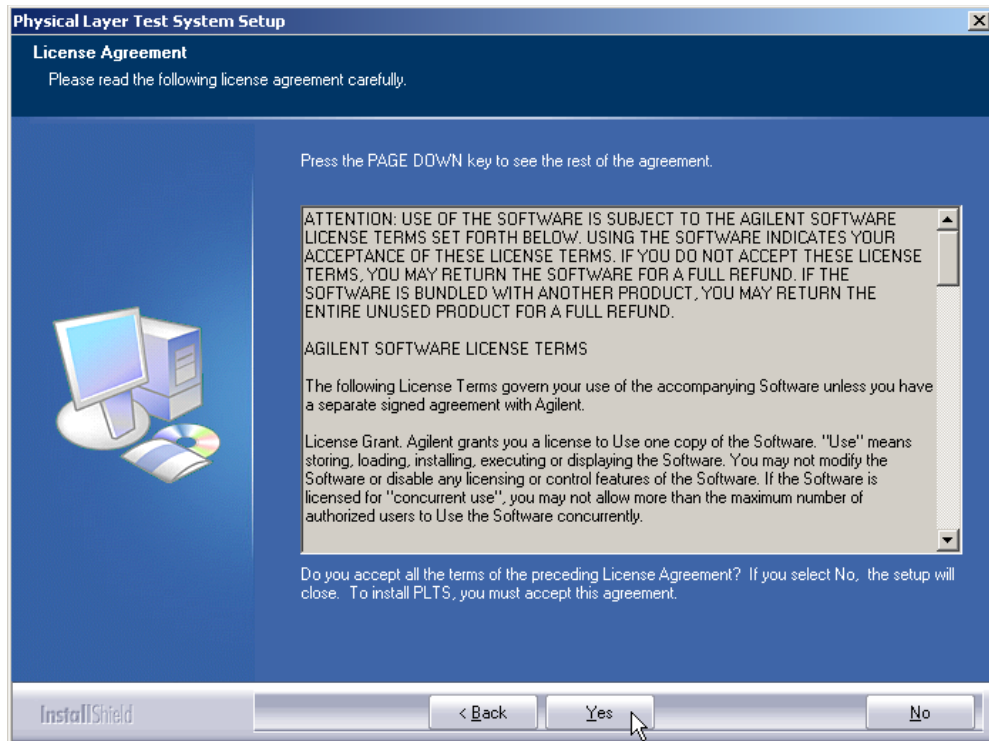 Physical Layer Test System Setup
License Agreement
Please read the following license agreement carefully.
Press the PAGE DOWN key to see the rest of the agreement.
ATTENTION: USE OF THE SOFTWARE IS SUBJECT TO THE AGILENT SOFTWARE
LICENSE TERMS SET FORTH BELOW. USING THE SOFTWARE INDICATES YOUR
ACCEPTANCE OF THESE LICENSE TERMS. IF YOU DO NOT ACCEPT THESE LICENSE
TERMS, YOU MAY RETURN THE SOFTWARE FOR A FULL REFUND. IF THE
SOFTWARE IS BUNDLED WITH ANOTHER PRODUCT, YOU MAY RETURN THE
ENTIRE UNUSED PRODUCT FOR A FULL REFUND.
AGILENT SOFTWARE LICENSE TERMS
The following License Terms govern your use of the accompanying Software unless you have
a separate signed agreement with Agilent.
License Grant. Agilent grants you a license to Use one copy of the Software. "Use" means
storing, loading, installing, executing or displaying the Software. You may not modify the
Software or disable any licensing or control features of the Software. If the Software is
licensed for "concurrent use", you may not allow more than the maximum number of
authorized users to Use the Software concurrently.
Do you accept all the terms of the preceding License Agreement? If you select No, the setup will
close. To install PLTS, you must accept this agreement.
InstallShield
< Back
Yes
No